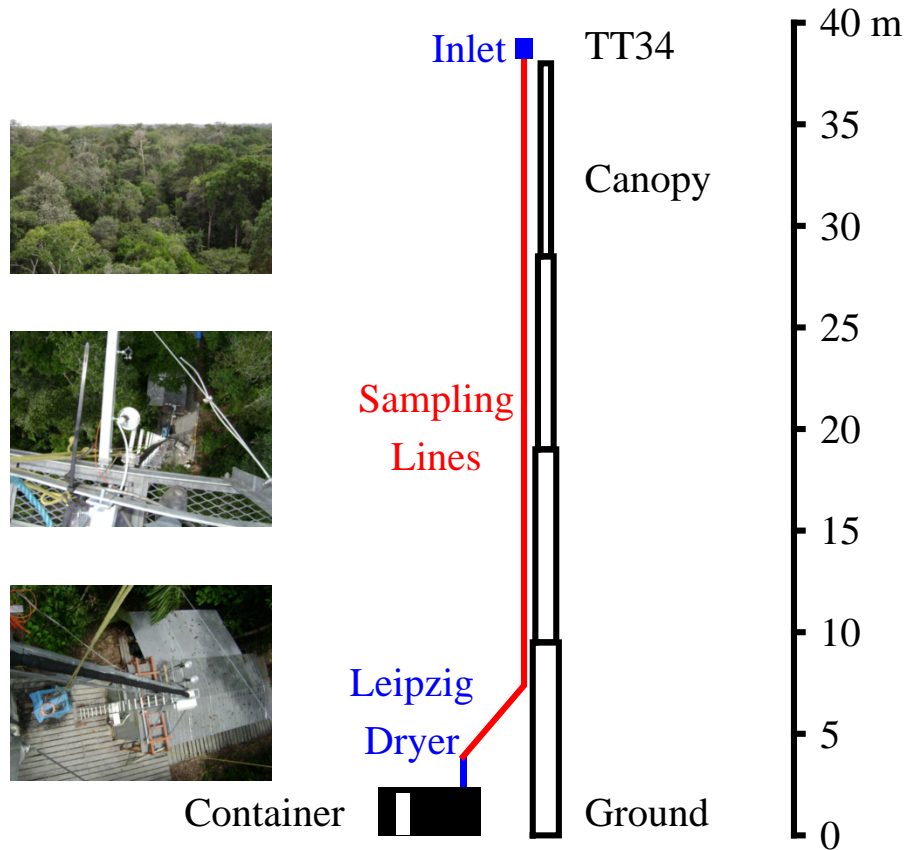 40 m
Inlet
TT34
35
Canopy
30
25
Sampling
Lines
20
15
10
Leipzig
Dryer
5
Container
Ground
0